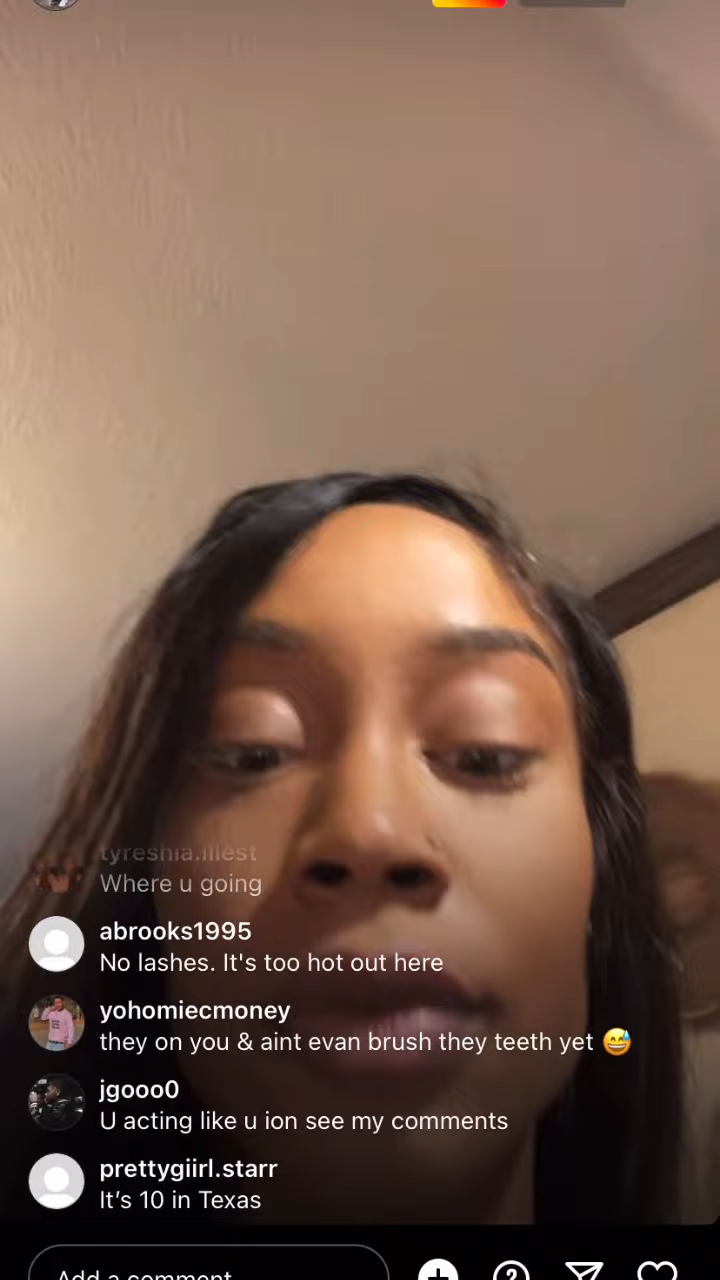 tyreshia.illest
Where u going
abrooks1995
No lashes. It's too hot out here
yohomiecmoney
they on you & aint evan brush they teeth yet 😅
jgooo0
U acting like u ion see my comments
prettygiirl.starr
It’s 10 in Texas
Add a comment